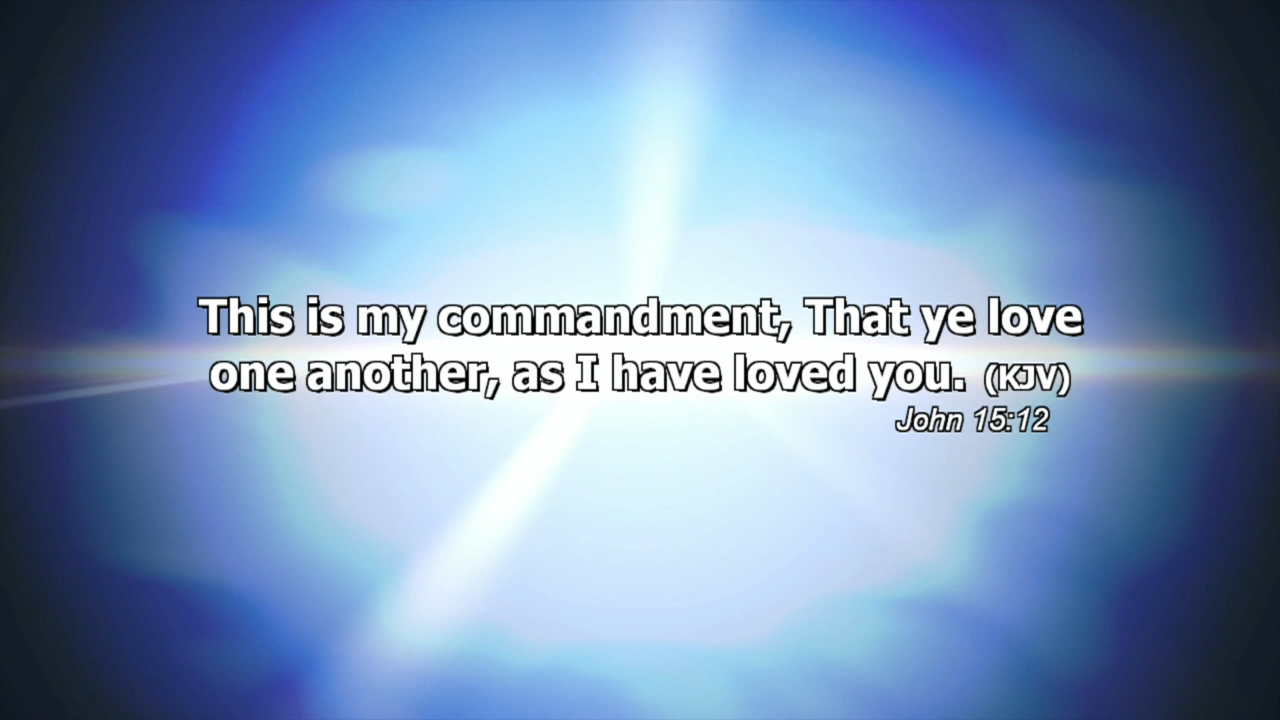 This is my commandment, That ye love
one another, as I have loved you. (KJV)
John 15:12